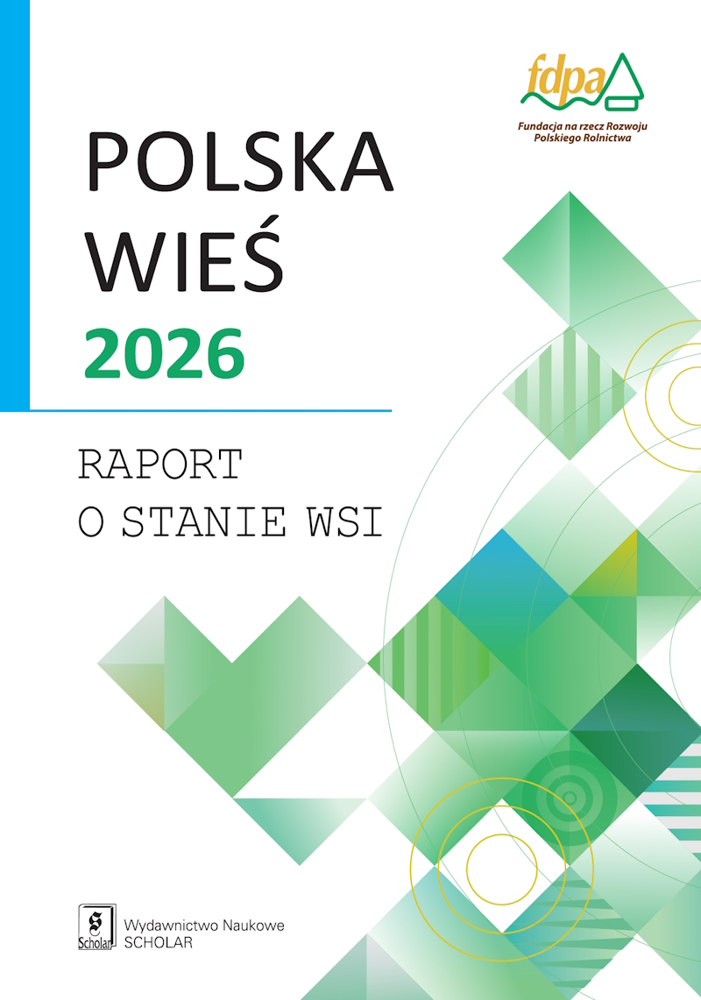 fdpa
Fundacja na rzecz Rozwoju
Polskiego Rolnictwa
POLSKA
WIEŚ
2026
RAPORT
O STANIE WSI
S
Scholar
Wydawnictwo Naukowe
SCHOLAR